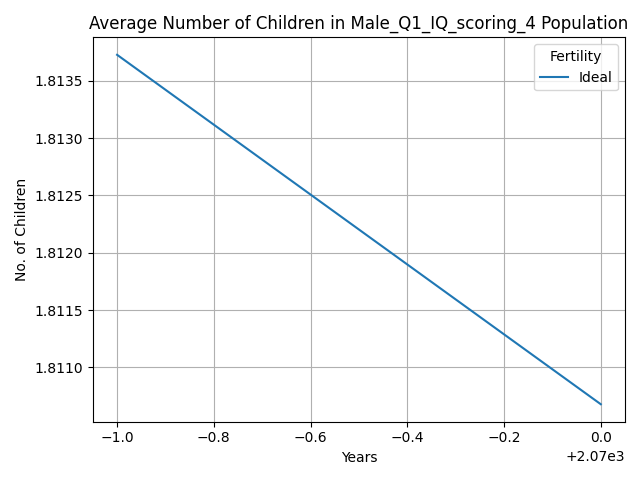 Average Number of Children in Male_Q1_IQ_scoring_4 Population
Fertility
Ideal
No. of Children
1.8135
1.8130
1.8125
1.8120
1.8115
1.8110
−1.0 −0.8 −0.6 −0.4 −0.2 0.0
Years
+2.07e3